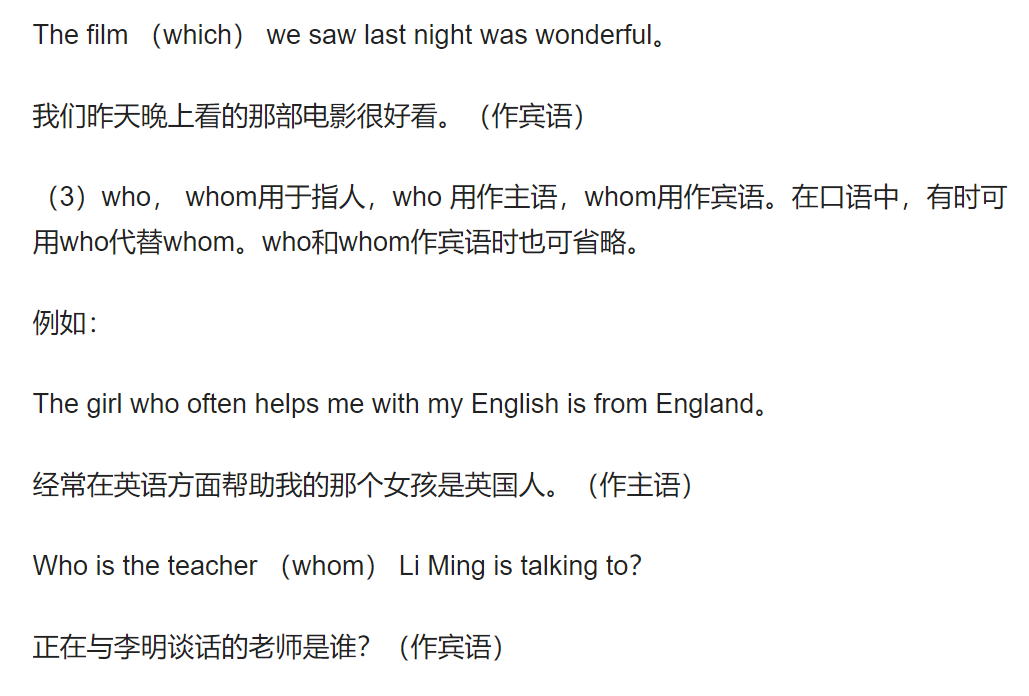 The film （which） we saw last night was wonderful。
我们昨天晚上看的那部电影很好看。（作宾语）
（3）who， whom用于指人，who 用作主语，whom用作宾语。在口语中，有时可
用who代替whom。who和whom作宾语时也可省略。
例如：
The girl who often helps me with my English is from England。
经常在英语方面帮助我的那个女孩是英国人。（作主语）
Who is the teacher （whom） Li Ming is talking to？
正在与李明谈话的老师是谁？（作宾语）